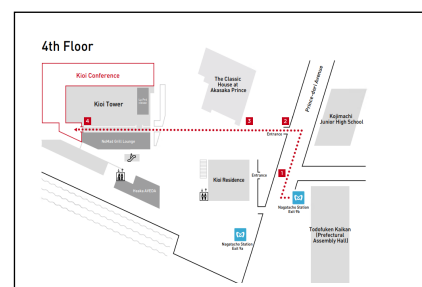 4th Floor
Kioi Conference
Kioi Tower
4
The Classic
House at
Akasaka Prince
3
2
Entrance
Prince-dori Avenue
Kojimachi
Junior High School
Kioi Residence
Entrance
1
Nagatacho Station
Exit 9b
Nagatacho Station
Exit 9a
Todofuken Kaikan
(Prefectural
Assembly Hall)